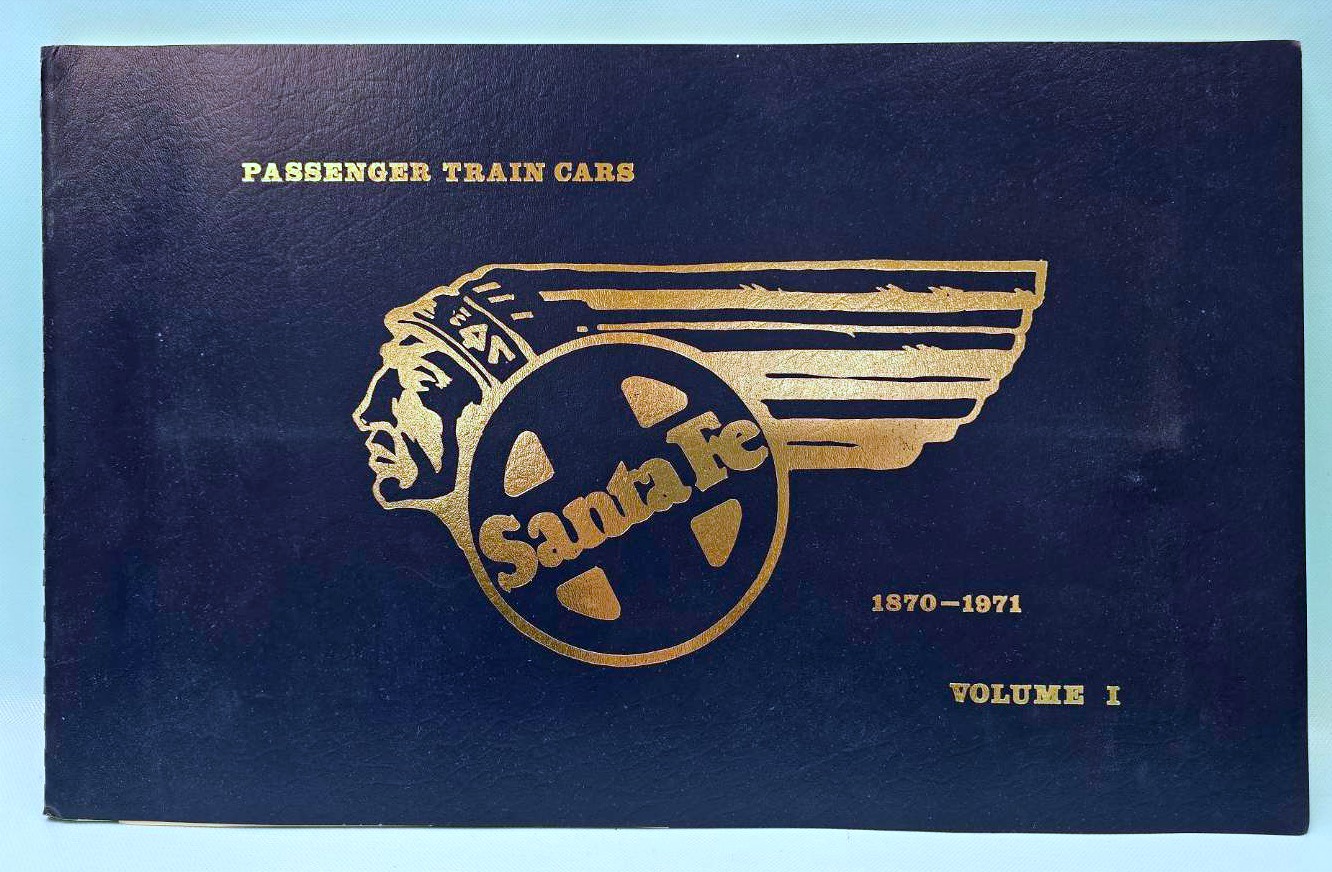 PASSENGER TRAIN CARS
Santa Fe
1870–1971
VOLUME I